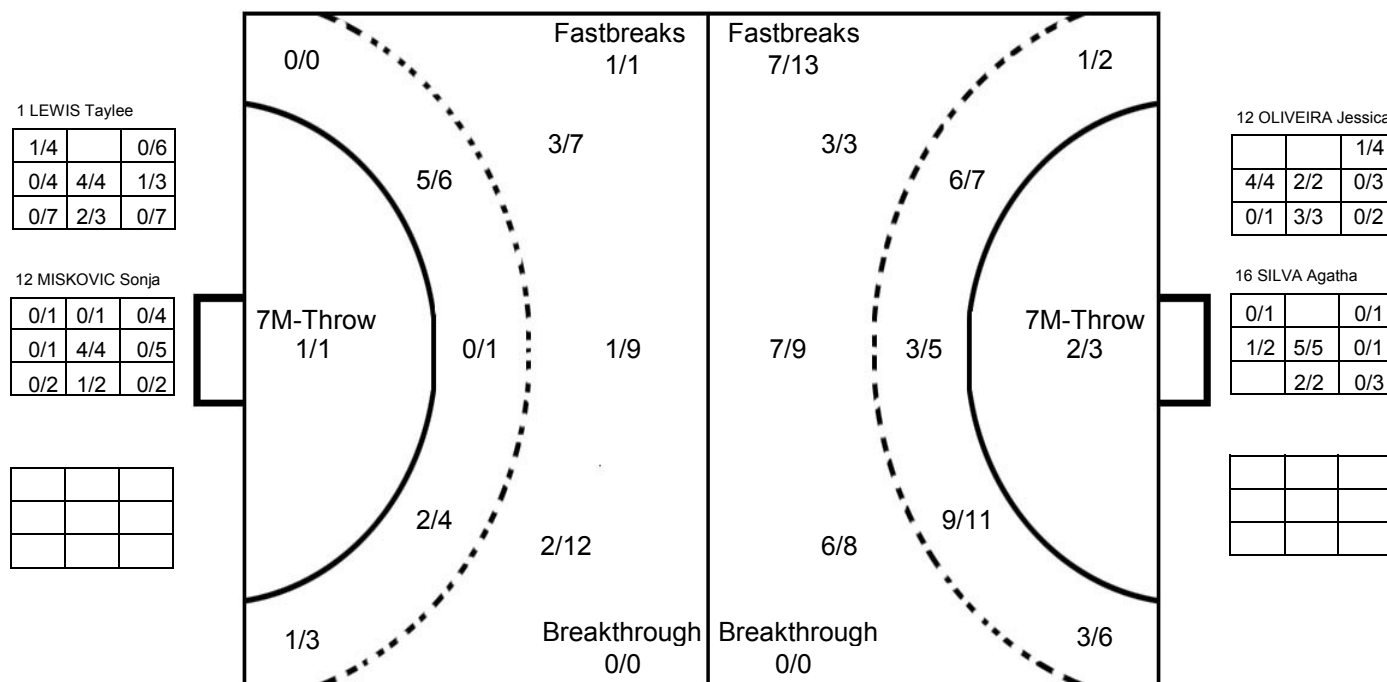 Fastbreaks Fastbreaks
0/0 1/1 7/13 1/2
1 LEWIS Taylee
1/4 0/6
0/4 4/4 1/3
0/7 2/3 0/7
12 MISKOVIC Sonja
0/1 0/1 0/4
0/1 4/4 0/5
0/2 1/2 0/2
3/7 3/3
5/6 6/7
7M-Throw 7M-Throw
1/1 0/1 1/9 7/9 3/5 2/3
2/4 9/11
2/12 6/8
1/3 Breakthrough Breakthrough 3/6
0/0 0/0
12 OLIVEIRA Jessica
1/4
4/4 2/2 0/3
0/1 3/3 0/2
16 SILVA Agatha
0/1 0/1
1/2 5/5 0/1
2/2 0/3